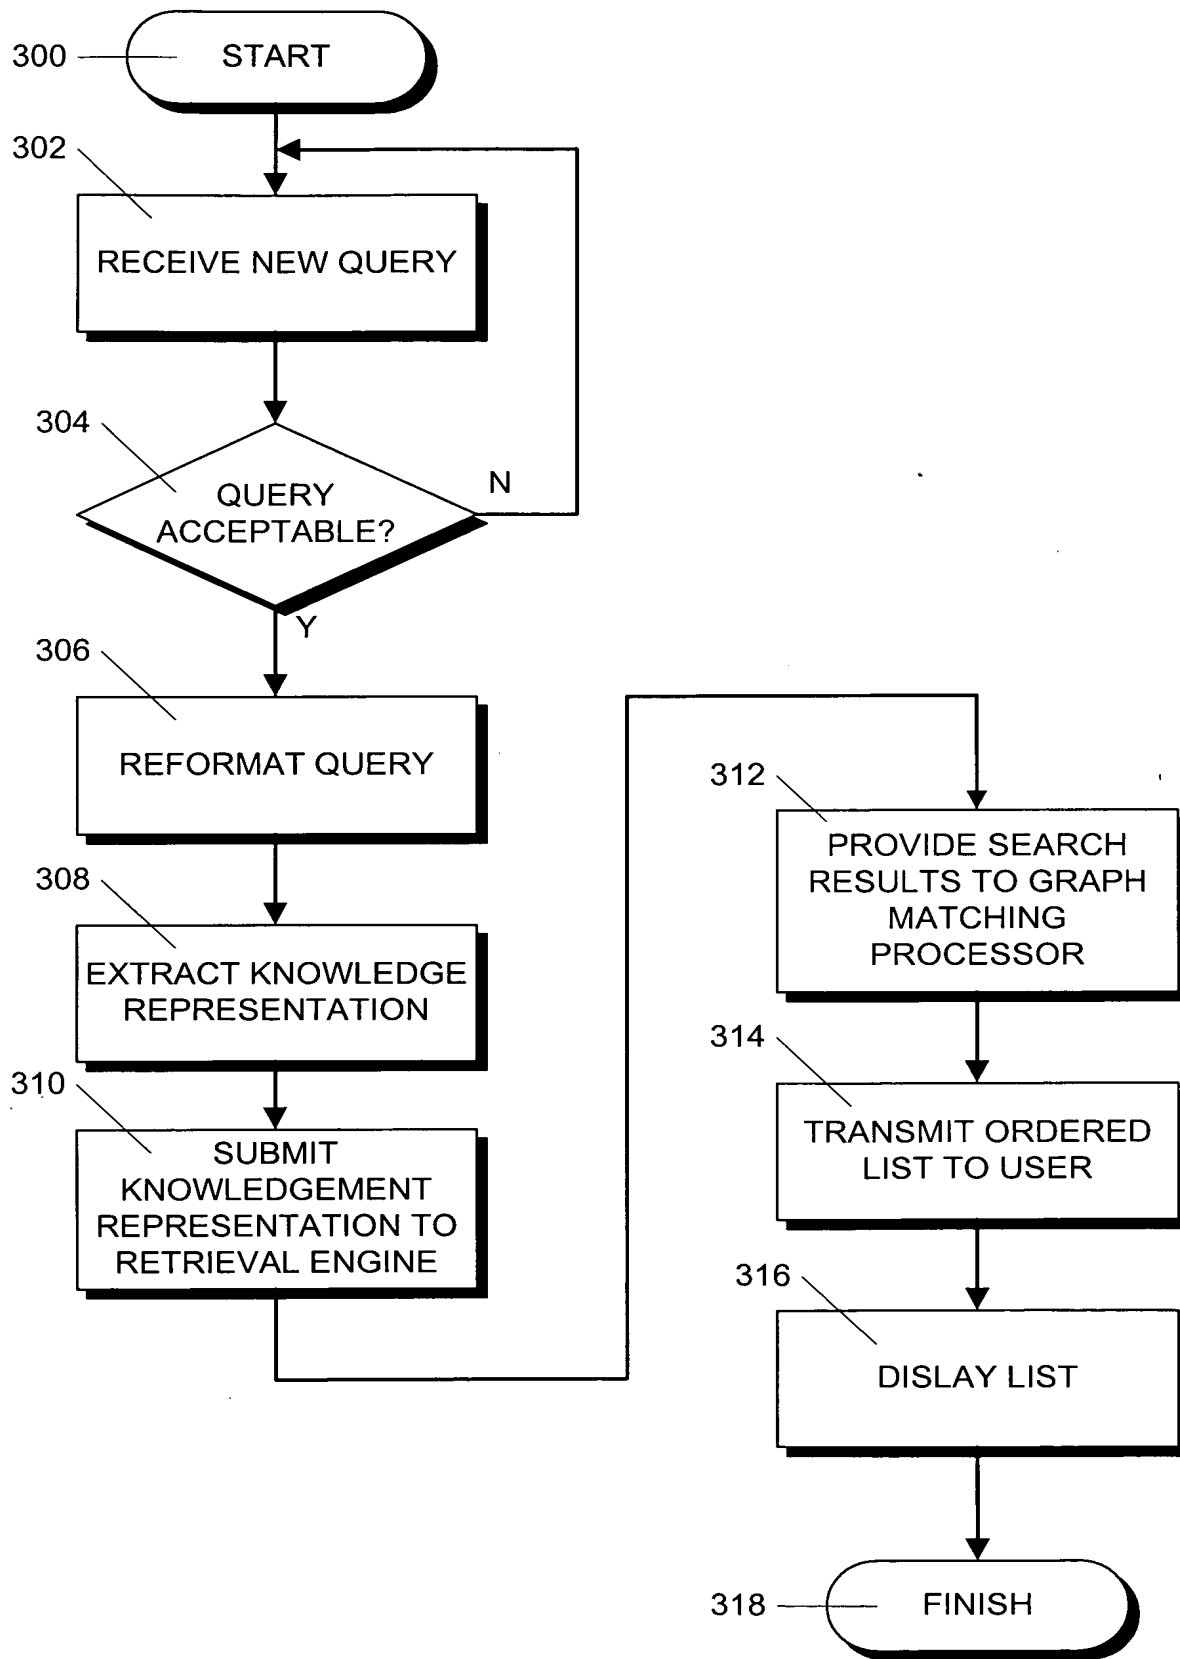 300
START
302
RECEIVE NEW QUERY
304
QUERY
ACCEPTABLE?
N
Y
306
REFORMAT QUERY
308
EXTRACT KNOWLEDGE
REPRESENTATION
310
SUBMIT
KNOWLEDGEMENT
REPRESENTATION TO
RETRIEVAL ENGINE
312
PROVIDE SEARCH
RESULTS TO GRAPH
MATCHING
PROCESSOR
314
TRANSMIT ORDERED
LIST TO USER
316
DISLAY LIST
318
FINISH